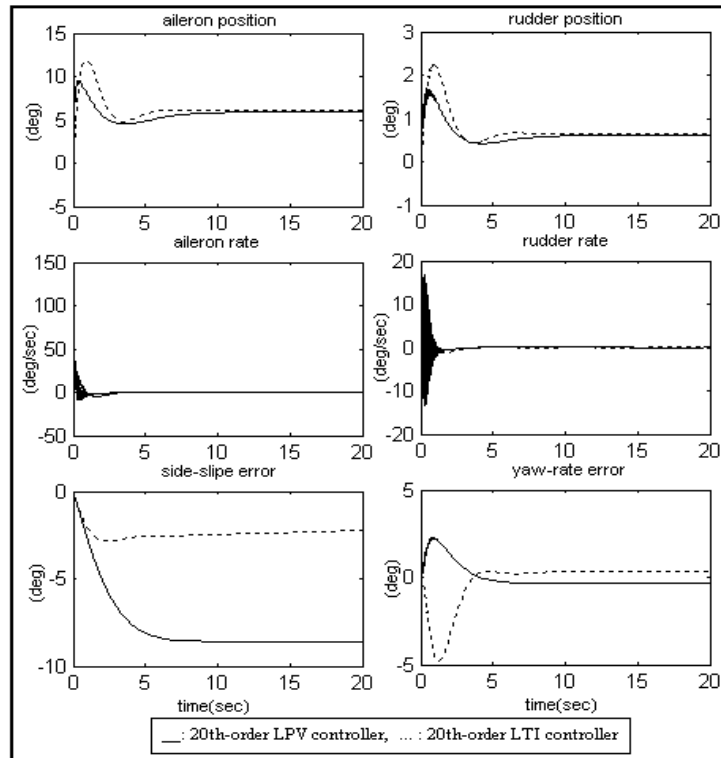 aileron position
rudder position
(deg)
15
10
5
0
-5
0 5 10 15 20
(deg)
3
2
1
0
-1
0 5 10 15 20
aileron rate
rudder rate
(deg/sec)
150
100
50
0
-50
0 5 10 15 20
(deg/sec)
20
10
0
-10
-20
0 5 10 15 20
side-slipe error
yaw-rate error
(deg)
0
-5
-10
0 5 10 15 20
time(sec)
(deg)
5
0
-5
0 5 10 15 20
time(sec)
__: 20th-order LPV controller, ... : 20th-order LTI controller